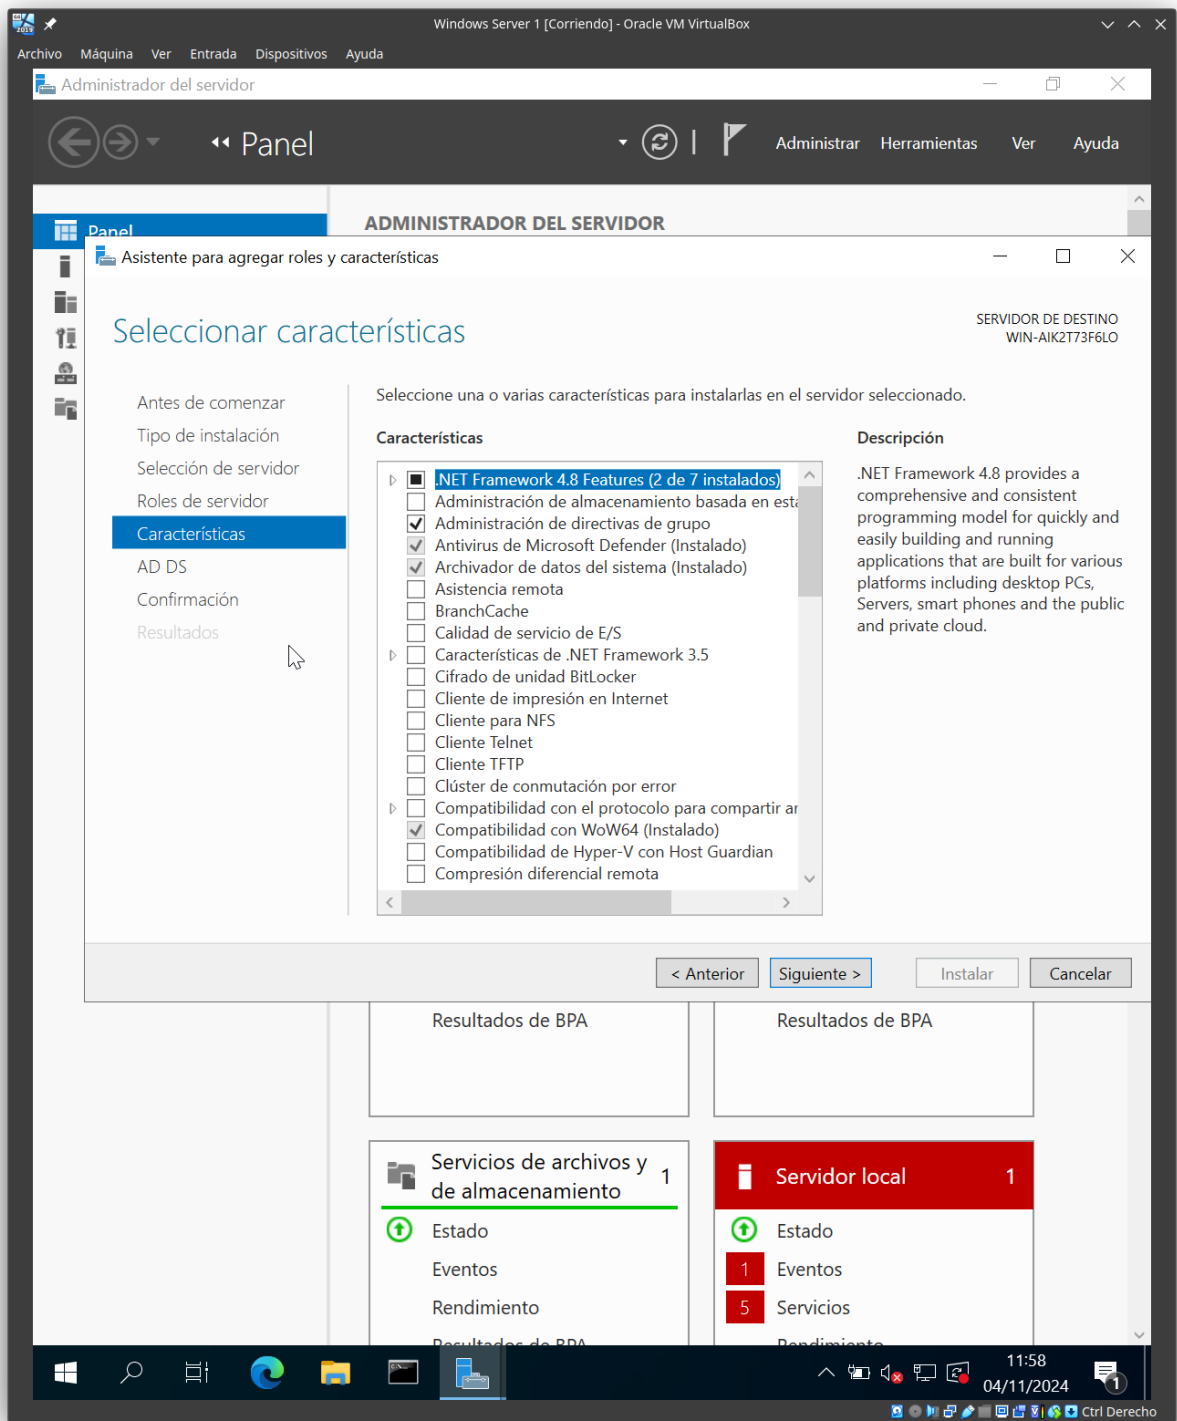 Windows Server 1 [Corriendo] - Oracle VM VirtualBox
Archivo Máquina Ver Entrada Dispositivos Ayuda
Administrador del servidor
Panel
Administrar Herramientas Ver Ayuda
Panel
ADMINISTRADOR DEL SERVIDOR
Asistente para agregar roles y características
Seleccionar características
SERVIDOR DE DESTINO
WIN-AIK2T73F6LO
Antes de comenzar
Tipo de instalación
Selección de servidor
Roles de servidor
Características
AD DS
Confirmación
Resultados
Seleccione una o varias características para instalarlas en el servidor seleccionado.
Características
.NET Framework 4.8 Features (2 de 7 instalados)
Administración de almacenamiento basada en está
Administración de directivas de grupo
Antivirus de Microsoft Defender (Instalado)
Archivador de datos del sistema (Instalado)
Asistencia remota
BranchCache
Calidad de servicio de E/S
Características de .NET Framework 3.5
Cifrado de unidad BitLocker
Cliente de impresión en Internet
Cliente para NFS
Cliente Telnet
Cliente TFTP
Clúster de conmutación por error
Compatibilidad con el protocolo para compartir ar
Compatibilidad con WoW64 (Instalado)
Compatibilidad de Hyper-V con Host Guardian
Compresión diferencial remota
Descripción
.NET Framework 4.8 provides a
comprehensive and consistent
programming model for quickly and
easily building and running
applications that are built for various
platforms including desktop PCs,
Servers, smart phones and the public
and private cloud.
< Anterior Siguiente > Instalar Cancelar
Resultados de BPA
Resultados de BPA
Servicios de archivos y
de almacenamiento
1
Estado
Eventos
Rendimiento
Resultados de BPA
Servidor local 1
Estado
1 Eventos
5 Servicios
Rendimiento
11:58
04/11/2024
1
Ctrl Derecho